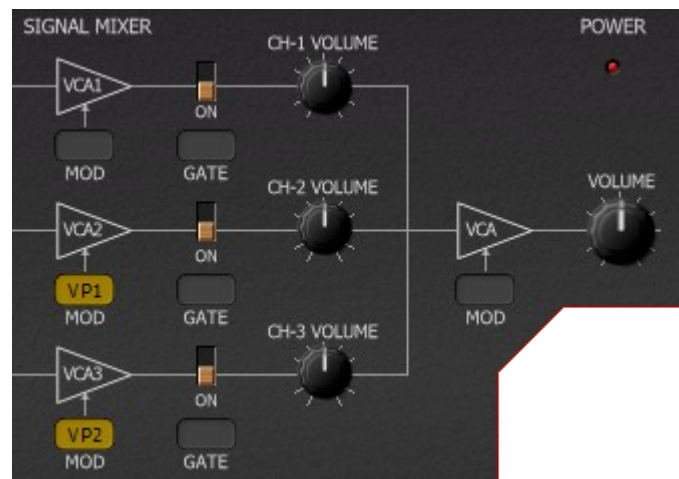 SIGNAL MIXER
POWER
CH-1 VOLUME
VCA1
ON
MOD
GATE
CH-2 VOLUME
VOLUME
VCA2
VCA
ON
VP1
MOD
GATE
MOD
CH-3 VOLUME
VCA3
ON
VP2
MOD
GATE